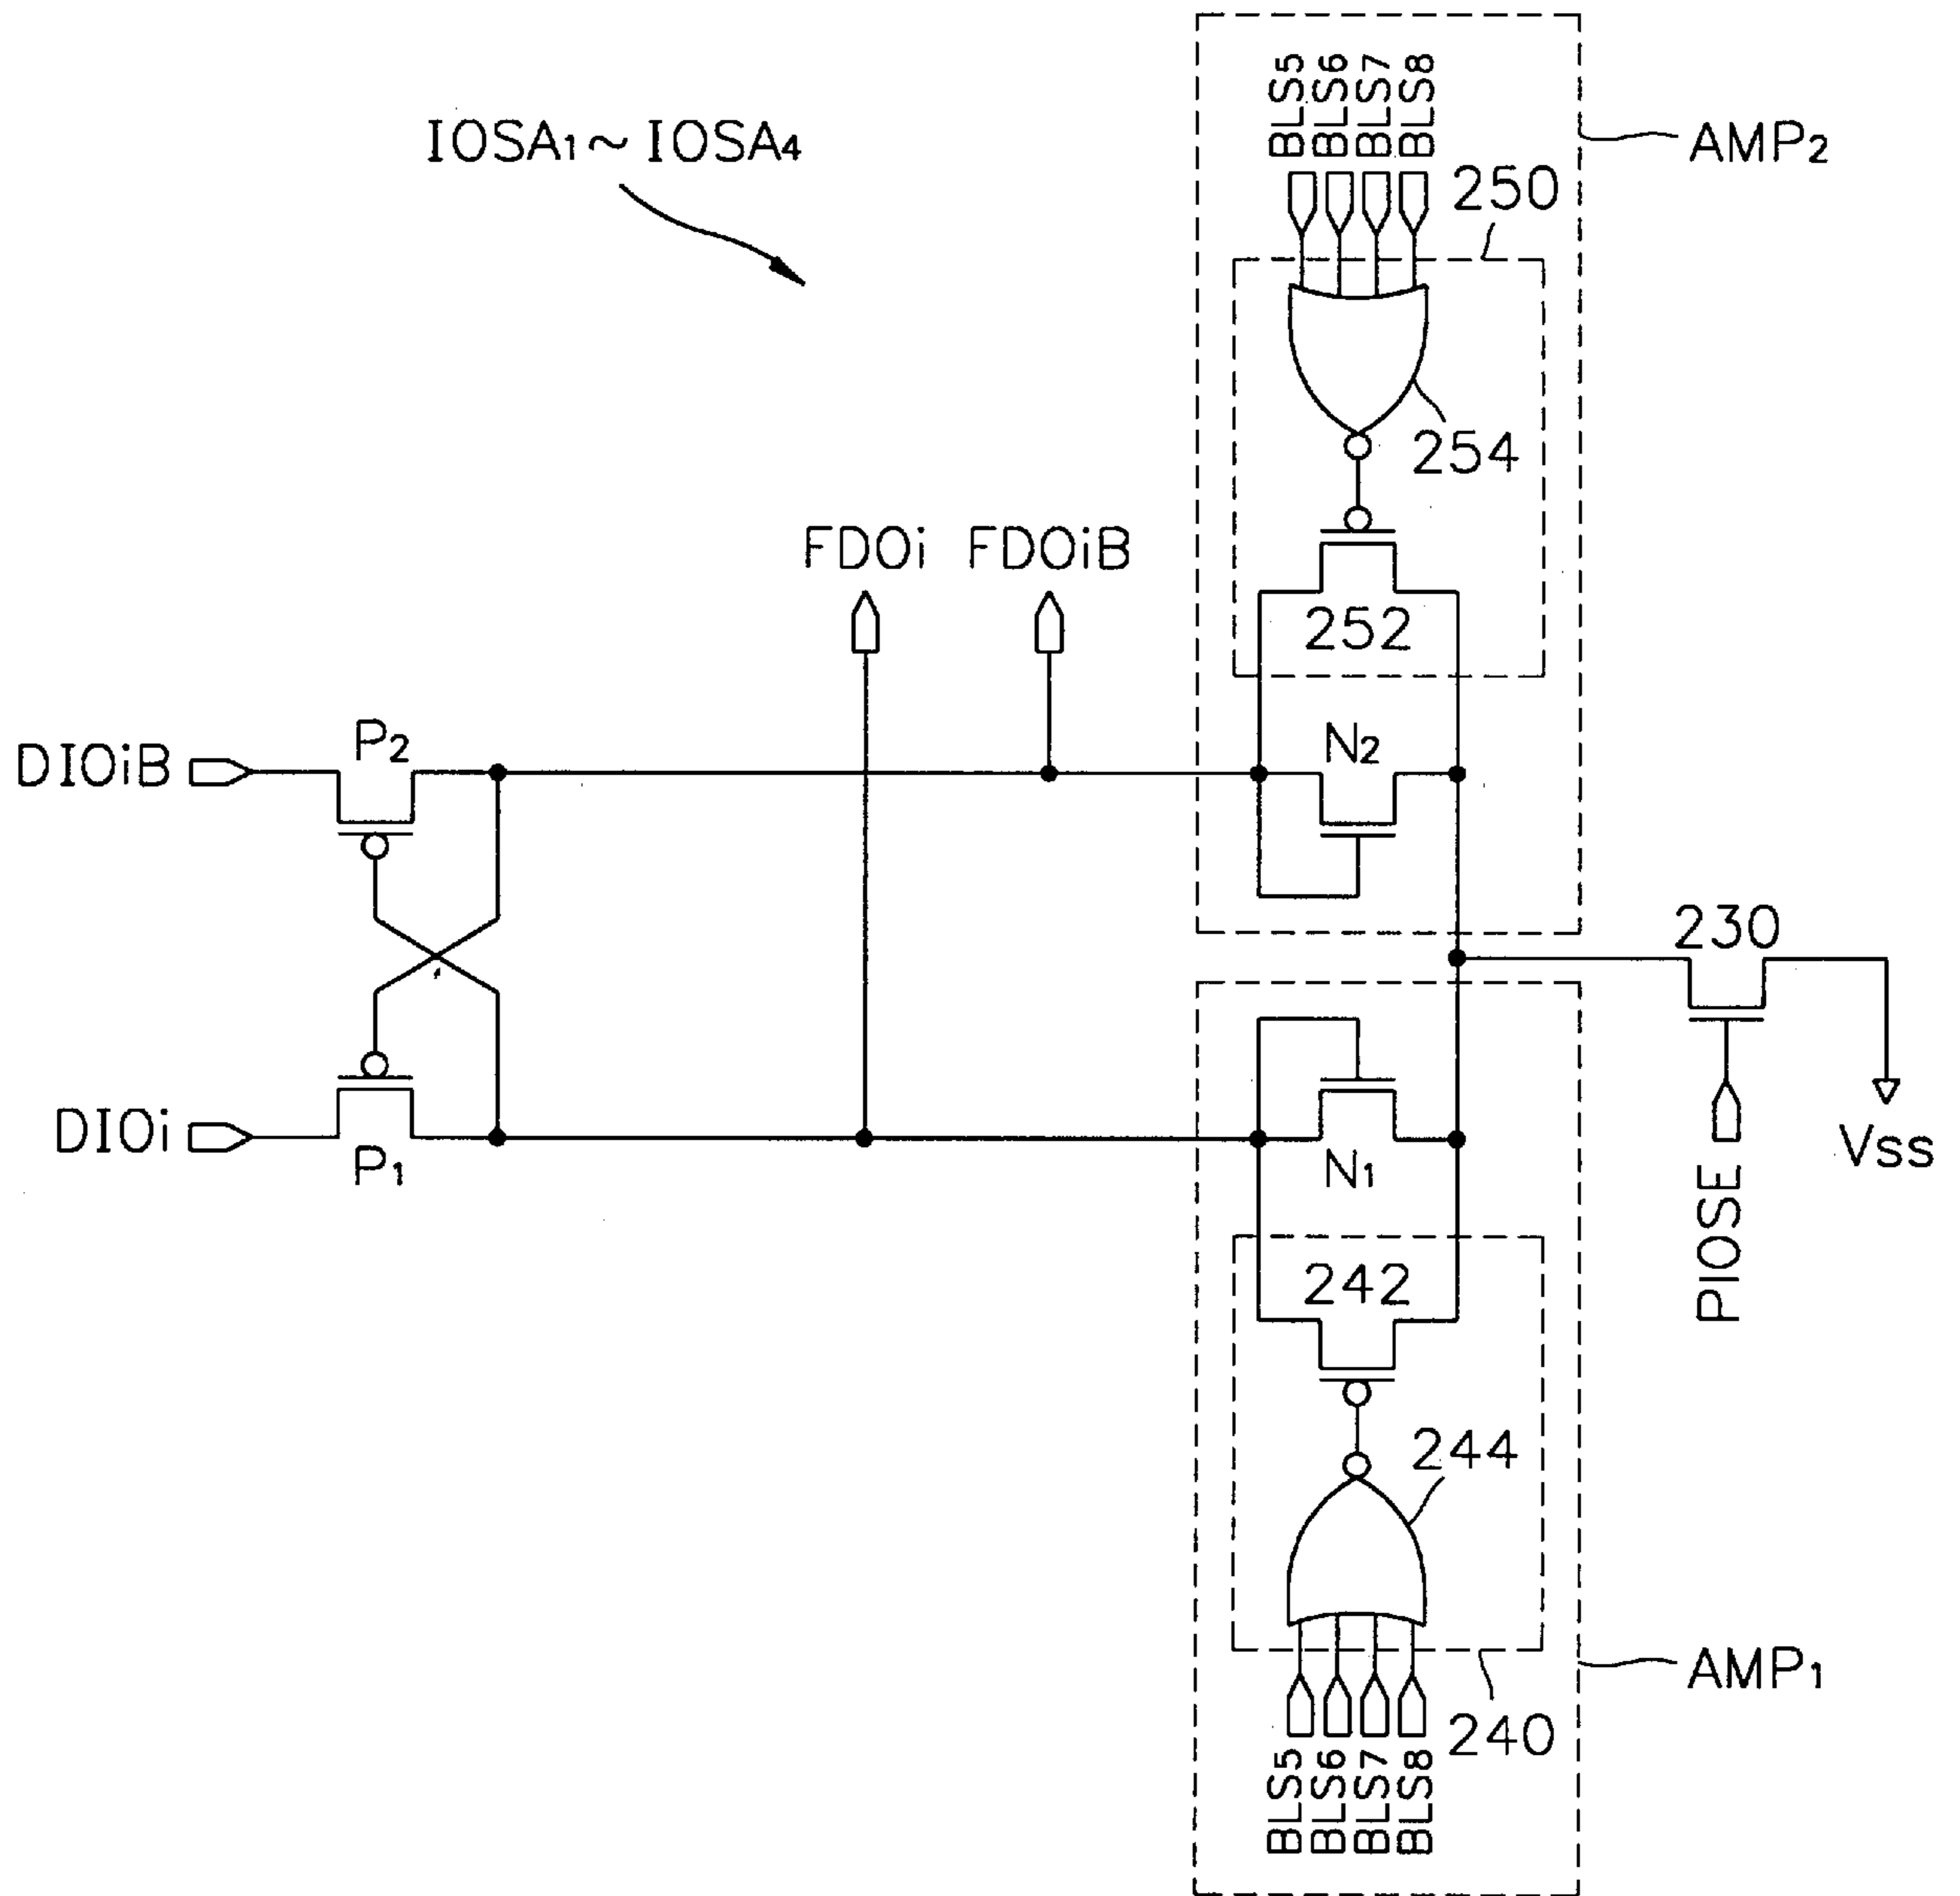 BLS5
BLS6
BLS7
BLS8
IOSA1~IOSA4
AMP2
250
254
FDOi FDOiB
252
P2
N2
DIOiB
230
DIOi
P1
N1
Vss
PIOSE
242
244
AMP1
240
BLS5
BLS6
BLS7
BLS8